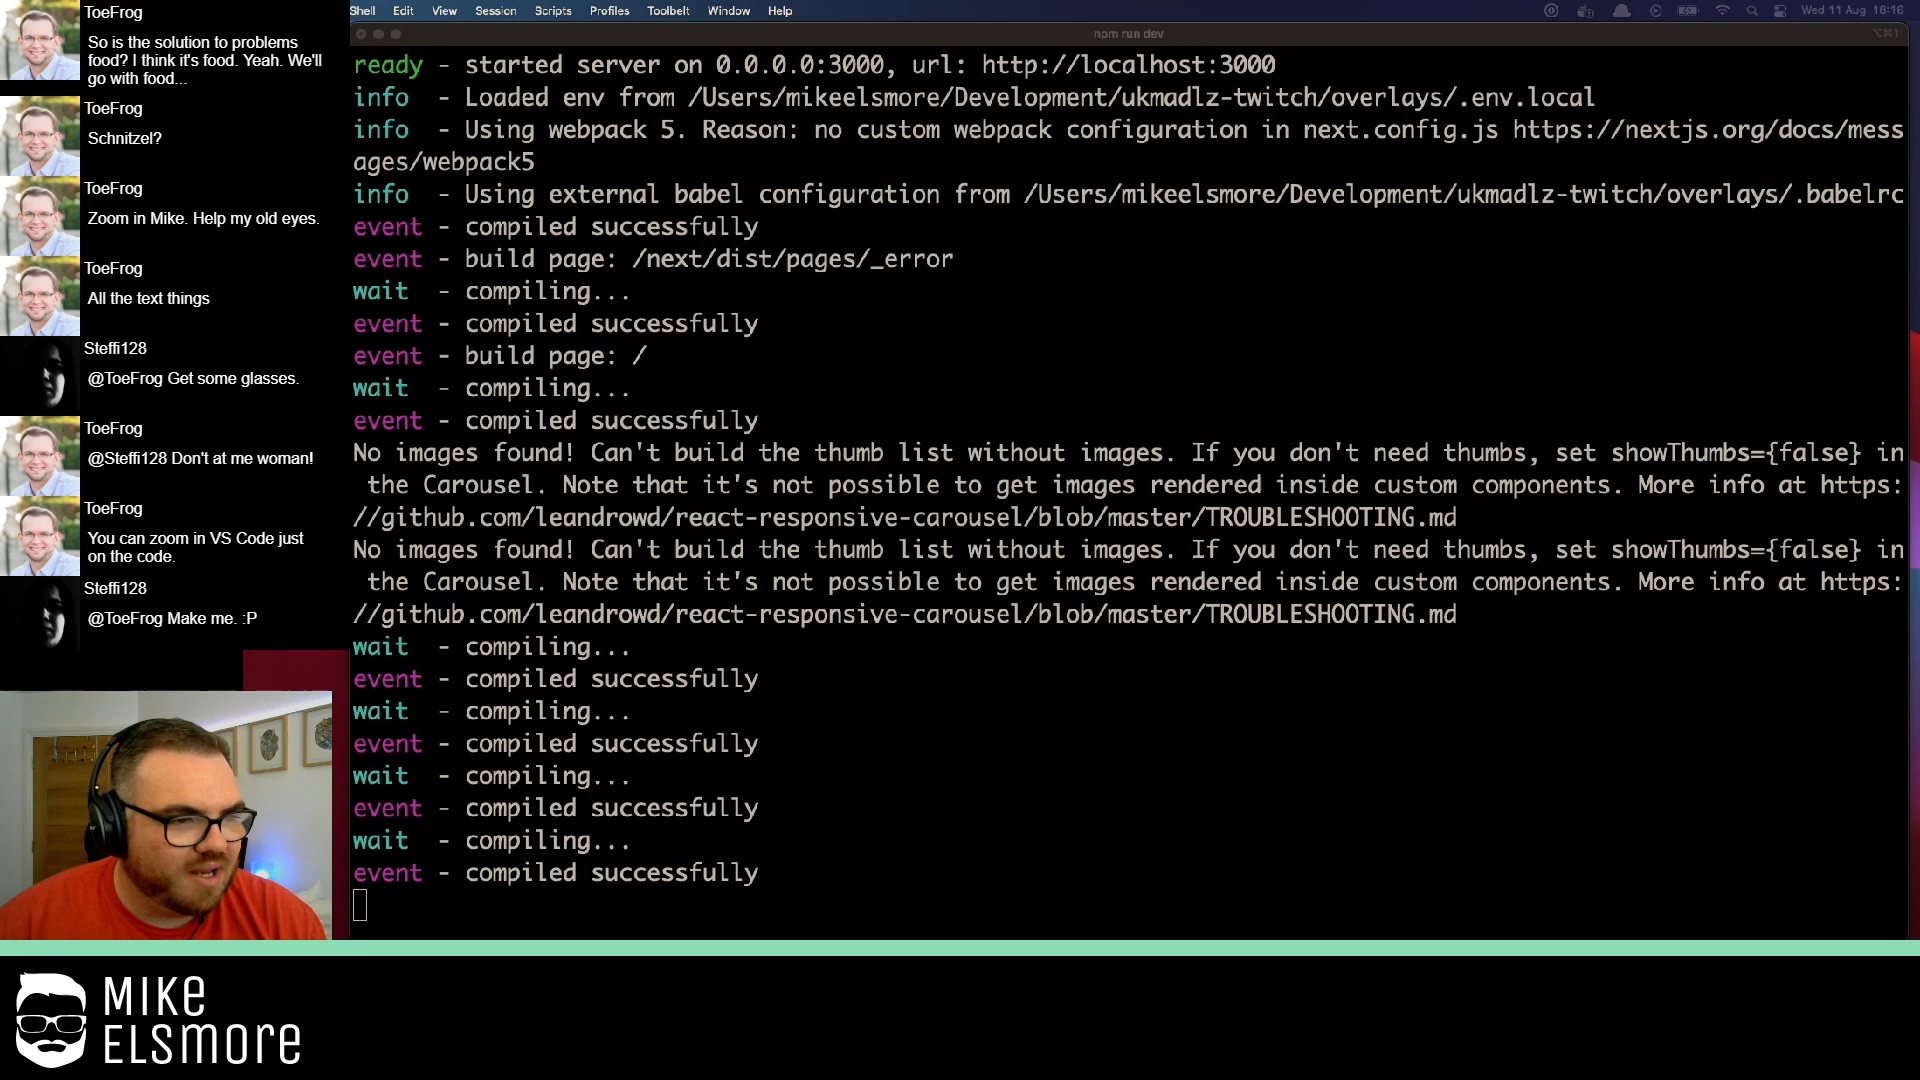 ToeFrog
So is the solution to problems
food? I think it's food. Yeah. We'll
go with food...
ToeFrog
Schnitzel?
ToeFrog
Zoom in Mike. Help my old eyes.
ToeFrog
All the text things
Steffi128
@ToeFrog Get some glasses.
ToeFrog
@Steffi128 Don't at me woman!
ToeFrog
You can zoom in VS Code just
on the code.
Steffi128
@ToeFrog Make me. :P
Shell Edit View Session Scripts Profiles Toolbelt Window Help
Wed 11 Aug 18:16
npm run dev
⌥⌘1
ready - started server on 0.0.0.0:3000, url: http://localhost:3000
info - Loaded env from /Users/mikeelsmore/Development/ukmadlz-twitch/overlays/.env.local
info - Using webpack 5. Reason: no custom webpack configuration in next.config.js https://nextjs.org/docs/mess
ages/webpack5
info - Using external babel configuration from /Users/mikeelsmore/Development/ukmadlz-twitch/overlays/.babelrc
event - compiled successfully
event - build page: /next/dist/pages/_error
wait - compiling...
event - compiled successfully
event - build page: /
wait - compiling...
event - compiled successfully
No images found! Can't build the thumb list without images. If you don't need thumbs, set showThumbs={false} in
the Carousel. Note that it's not possible to get images rendered inside custom components. More info at https:
//github.com/leandrowd/react-responsive-carousel/blob/master/TROUBLESHOOTING.md
No images found! Can't build the thumb list without images. If you don't need thumbs, set showThumbs={false} in
the Carousel. Note that it's not possible to get images rendered inside custom components. More info at https:
//github.com/leandrowd/react-responsive-carousel/blob/master/TROUBLESHOOTING.md
wait - compiling...
event - compiled successfully
wait - compiling...
event - compiled successfully
wait - compiling...
event - compiled successfully
wait - compiling...
event - compiled successfully
MIKE
ELSMORE